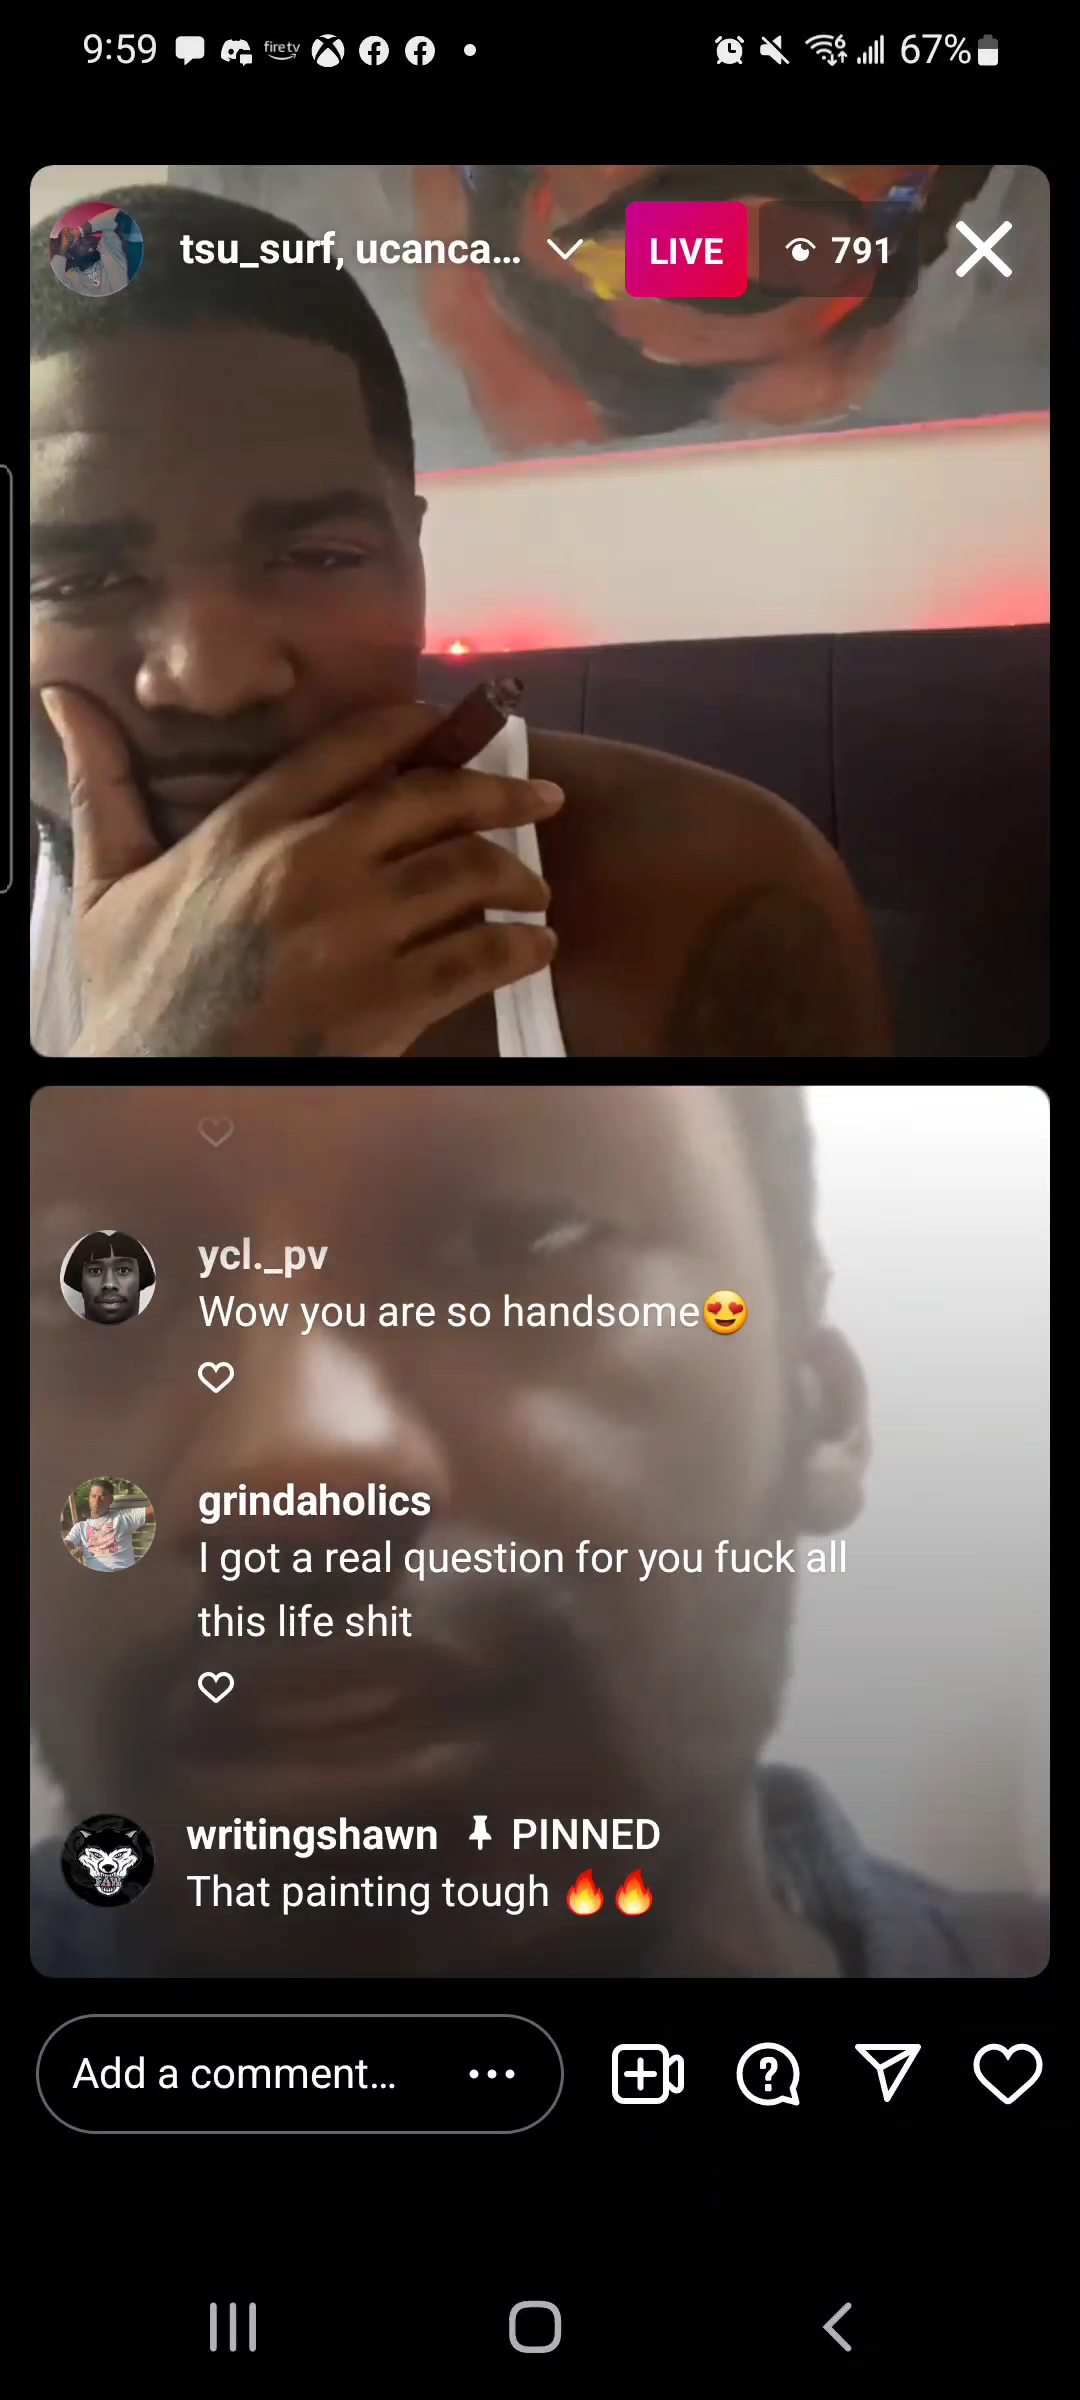 9:59 firetv 67%
tsu_surf, ucanca... LIVE 791
ycl._pv
Wow you are so handsome😍
grindaholics
I got a real question for you fuck all
this life shit
writingshawn PINNED
That painting tough 🔥🔥
Add a comment...